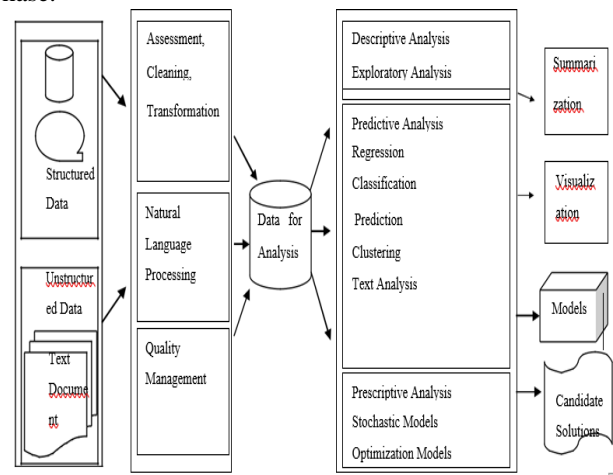 Structured
Data
Unstructur
ed Data
Text
Docume
nt
Assessment,
Cleaning,
Transformation
Natural
Language
Processing
Quality
Management
Data for
Analysis
Descriptive Analysis
Exploratory Analysis
Predictive Analysis
Regression
Classification
Prediction
Clustering
Text Analysis
Prescriptive Analysis
Stochastic Models
Optimization Models
Summari
zation
Visualiz
ation
Models
Candidate
Solutions